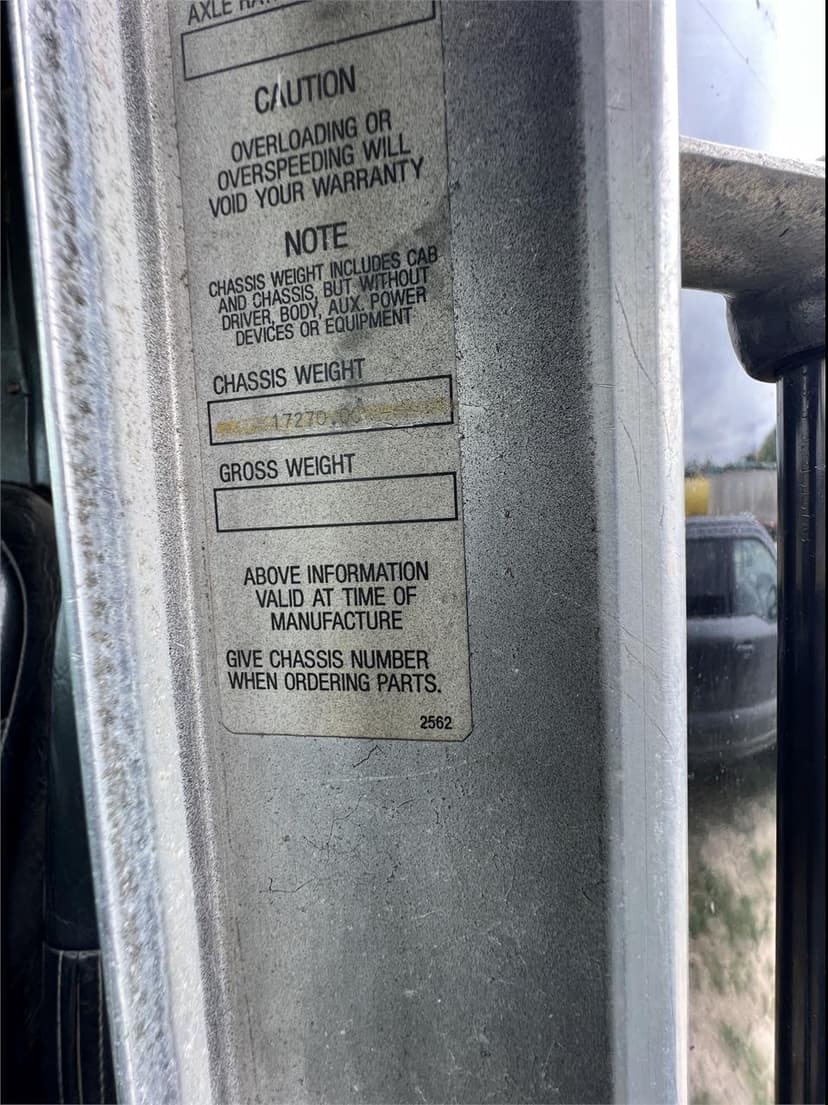 AXLE
CAUTION
OVERLOADING OR
OVERSPEEDING WILL
VOID YOUR WARRANTY
NOTE
CHASSIS WEIGHT INCLUDES CAB
AND CHASSIS, BUT WITHOUT
DRIVER, BODY, AUX. POWER
DEVICES OR EQUIPMENT
CHASSIS WEIGHT
17270.00
GROSS WEIGHT
ABOVE INFORMATION
VALID AT TIME OF
MANUFACTURE
GIVE CHASSIS NUMBER
WHEN ORDERING PARTS.
2562